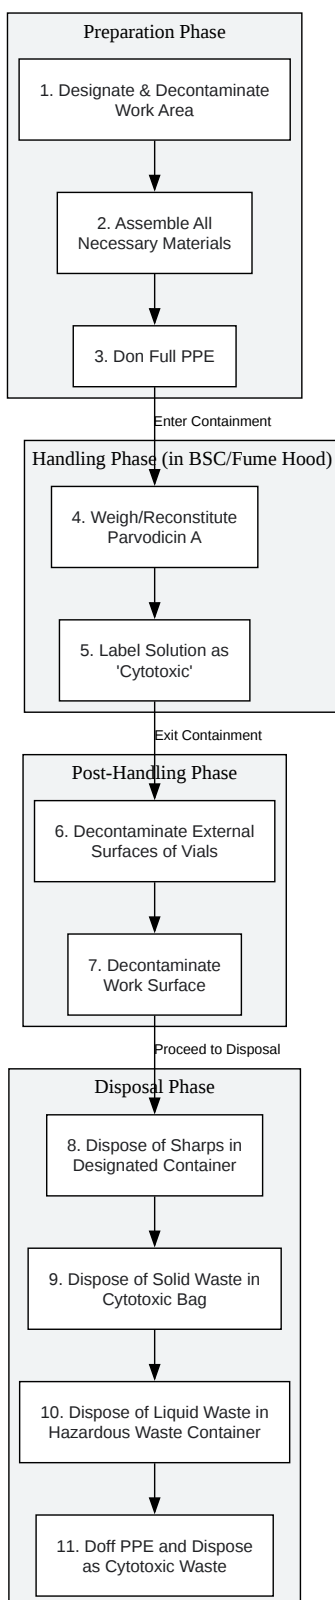 Preparation Phase
1. Designate & Decontaminate
Work Area
2. Assemble All
Necessary Materials
3. Don Full PPE
Enter Containment
Handling Phase (in BSC/Fume Hood)
4. Weigh/Reconstitute
Parvodicin A
5. Label Solution as
'Cytotoxic'
Exit Containment
Post-Handling Phase
6. Decontaminate External
Surfaces of Vials
7. Decontaminate
Work Surface
Proceed to Disposal
Disposal Phase
8. Dispose of Sharps in
Designated Container
9. Dispose of Solid Waste in
Cytotoxic Bag
10. Dispose of Liquid Waste in
Hazardous Waste Container
11. Doff PPE and Dispose
as Cytotoxic Waste